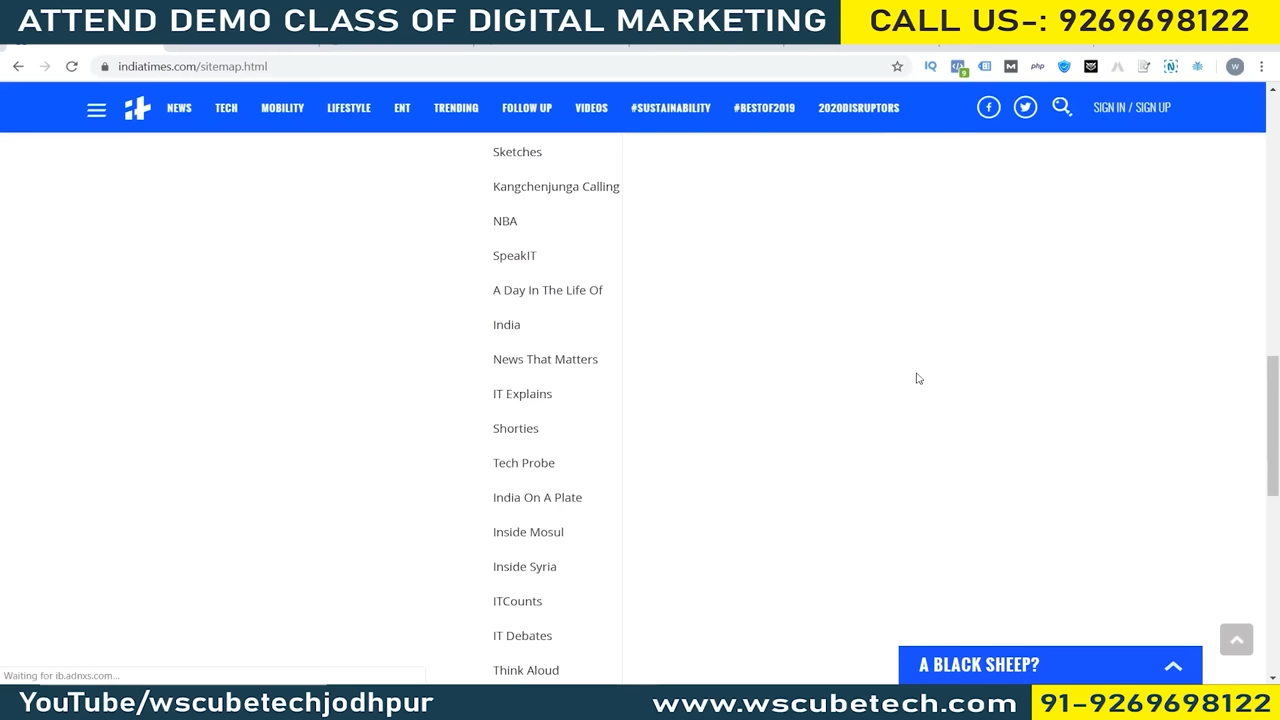 ATTEND DEMO CLASS OF DIGITAL MARKETING CALL US-: 9269698122
indiatimes.com/sitemap.html
NEWS TECH MOBILITY LIFESTYLE ENT TRENDING FOLLOW UP VIDEOS #SUSTAINABILITY #BESTOF2019 2020DISRUPTORS SIGN IN / SIGN UP
Sketches
Kangchenjunga Calling
NBA
SpeakIT
A Day In The Life Of
India
News That Matters
IT Explains
Shorties
Tech Probe
India On A Plate
Inside Mosul
Inside Syria
ITCounts
IT Debates
A BLACK SHEEP?
Think Aloud
Waiting for ib.adnxs.com...
YouTube/wscubetechjodhpur www.wscubetech.com 91-9269698122